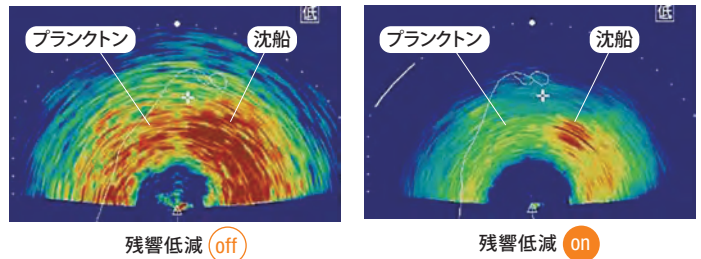 低
プランクトン
沈船
残響低減 off
低
プランクトン
沈船
残響低減 on